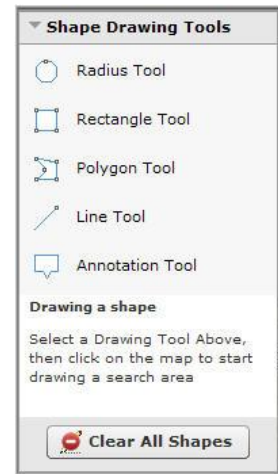 Shape Drawing Tools
Radius Tool
Rectangle Tool
Polygon Tool
Line Tool
Annotation Tool
Drawing a shape
Select a Drawing Tool Above,
then click on the map to start
drawing a search area
Clear All Shapes